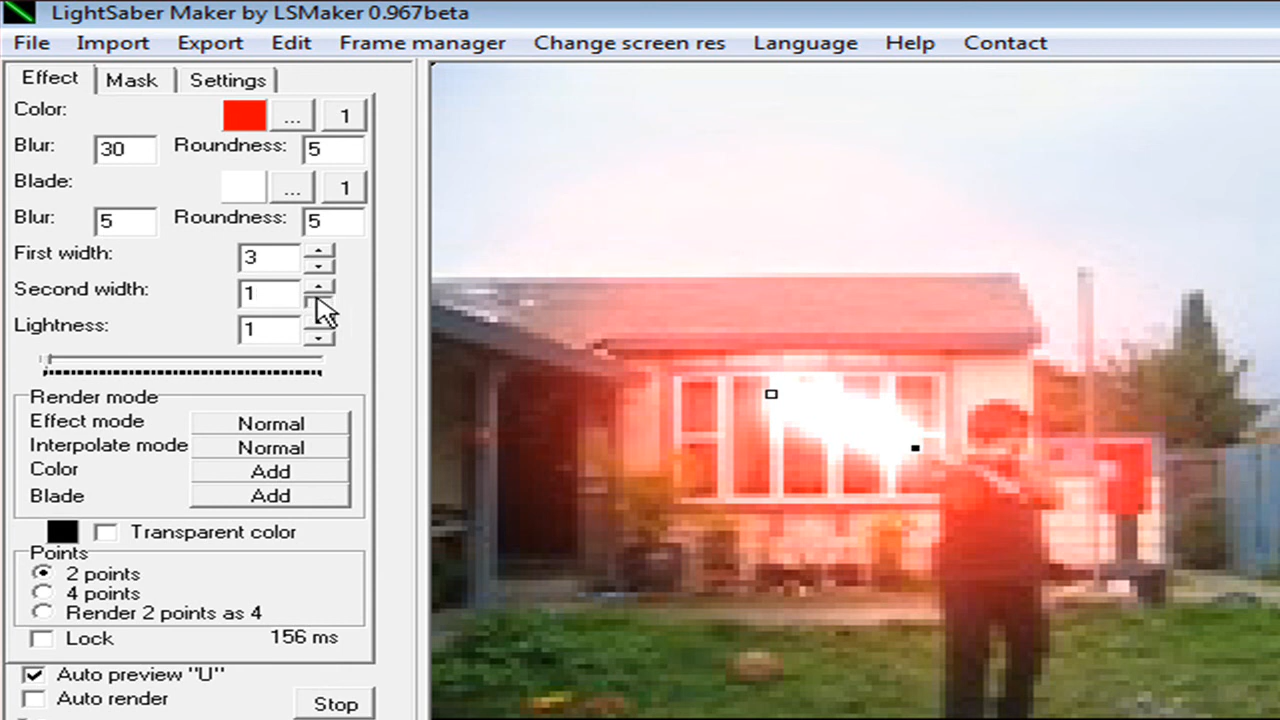 LightSaber Maker by LSMaker 0.967beta
File Import Export Edit Frame manager Change screen res Language Help Contact
Effect Mask Settings
Color: ... 1
Blur: 30 Roundness: 5
Blade: ... 1
Blur: 5 Roundness: 5
First width: 3
Second width: 1
Lightness: 1
Render mode
Effect mode Normal
Interpolate mode Normal
Color Add
Blade Add
Transparent color
Points
2 points
4 points
Render 2 points as 4
Lock 156 ms
Auto preview "U"
Auto render Stop